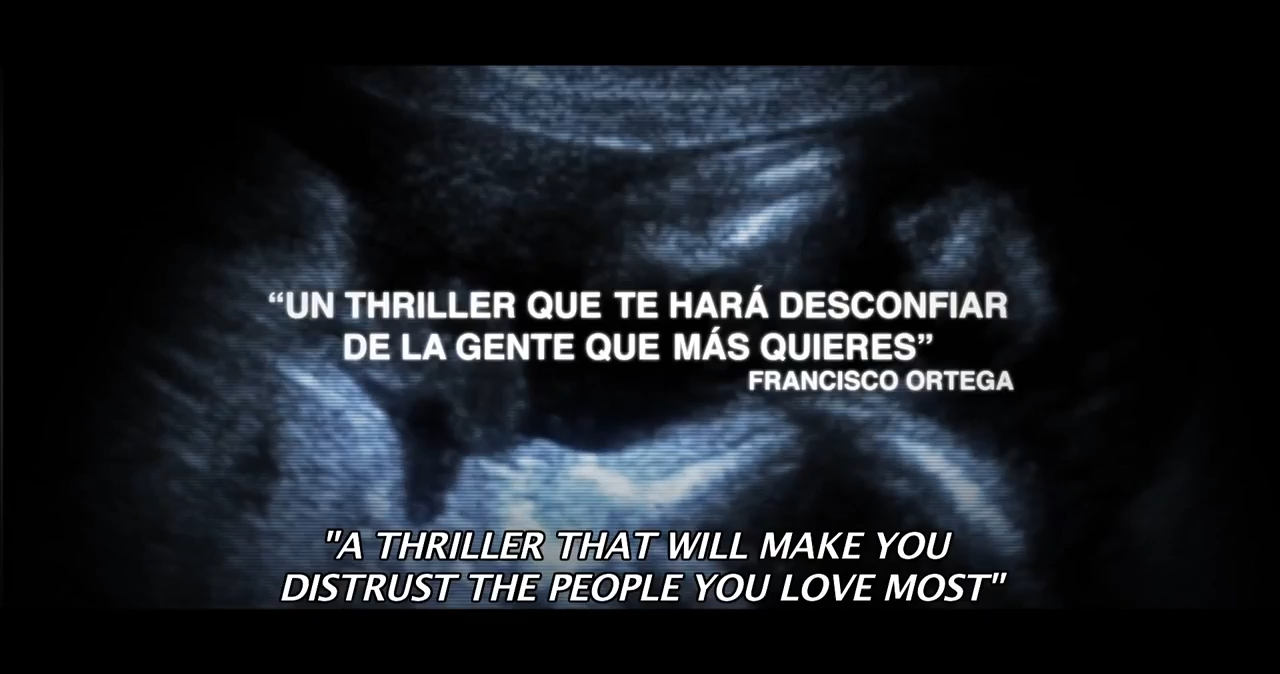 “UN THRILLER QUE TE HARÁ DESCONFIAR
DE LA GENTE QUE MÁS QUIERES”
FRANCISCO ORTEGA
"A THRILLER THAT WILL MAKE YOU
DISTRUST THE PEOPLE YOU LOVE MOST"